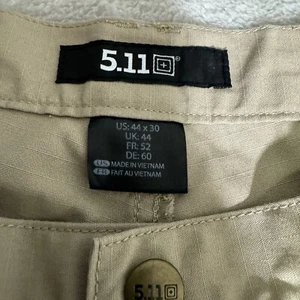 5.11®
US: 44 x 30
UK: 44
FR: 52
DE: 60
US MADE IN VIETNAM
FR FAIT AU VIETNAM
5.11